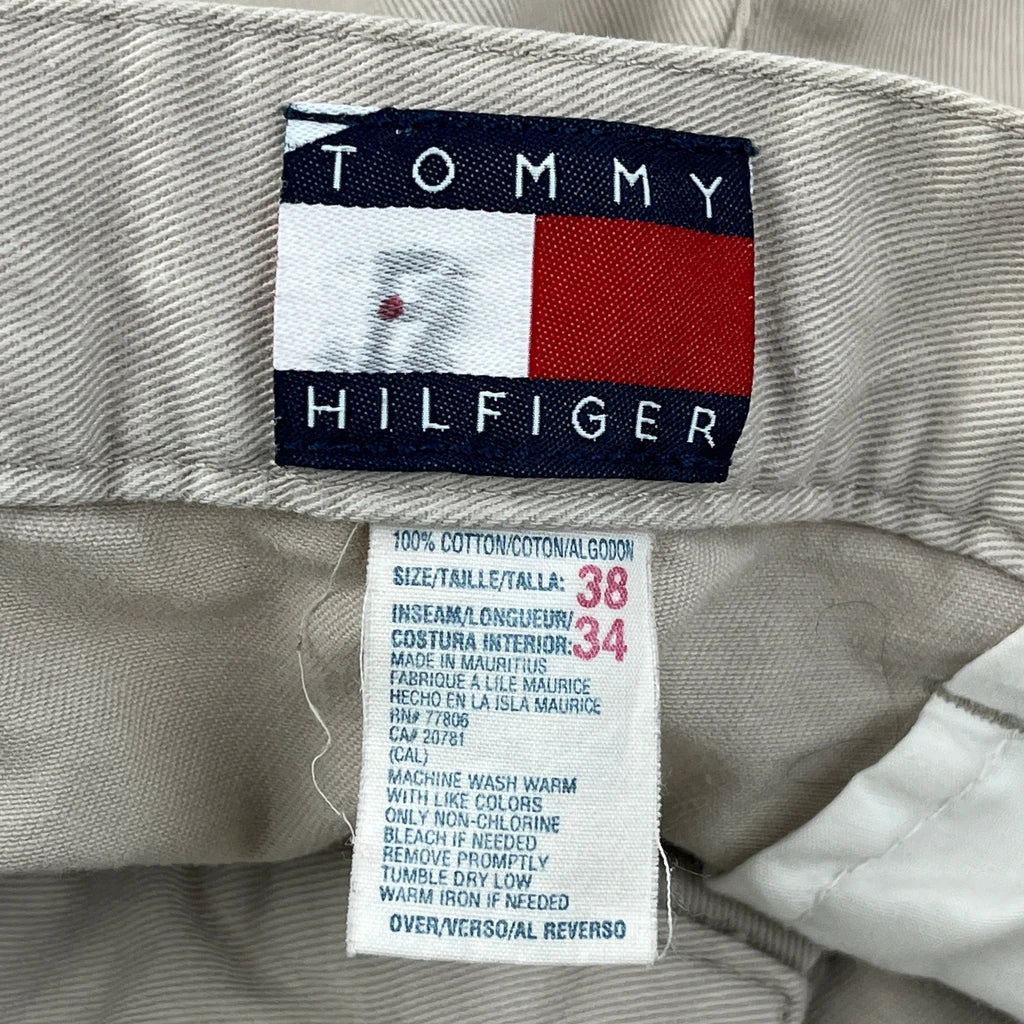 TOMMY
HILFIGER
100% COTTON/COTON/ALGODON
SIZE/TAILLE/TALLA: 38
INSEAM/LONGUEUR/
COSTURA INTERIOR: 34
MADE IN MAURITIUS
FABRIQUE A LILE MAURICE
HECHO EN LA ISLA MAURICE
RN# 77806
CA# 20781
(CAL)
MACHINE WASH WARM
WITH LIKE COLORS
ONLY NON-CHLORINE
BLEACH IF NEEDED
REMOVE PROMPTLY
TUMBLE DRY LOW
WARM IRON IF NEEDED
OVER/VERSO/AL REVERSO